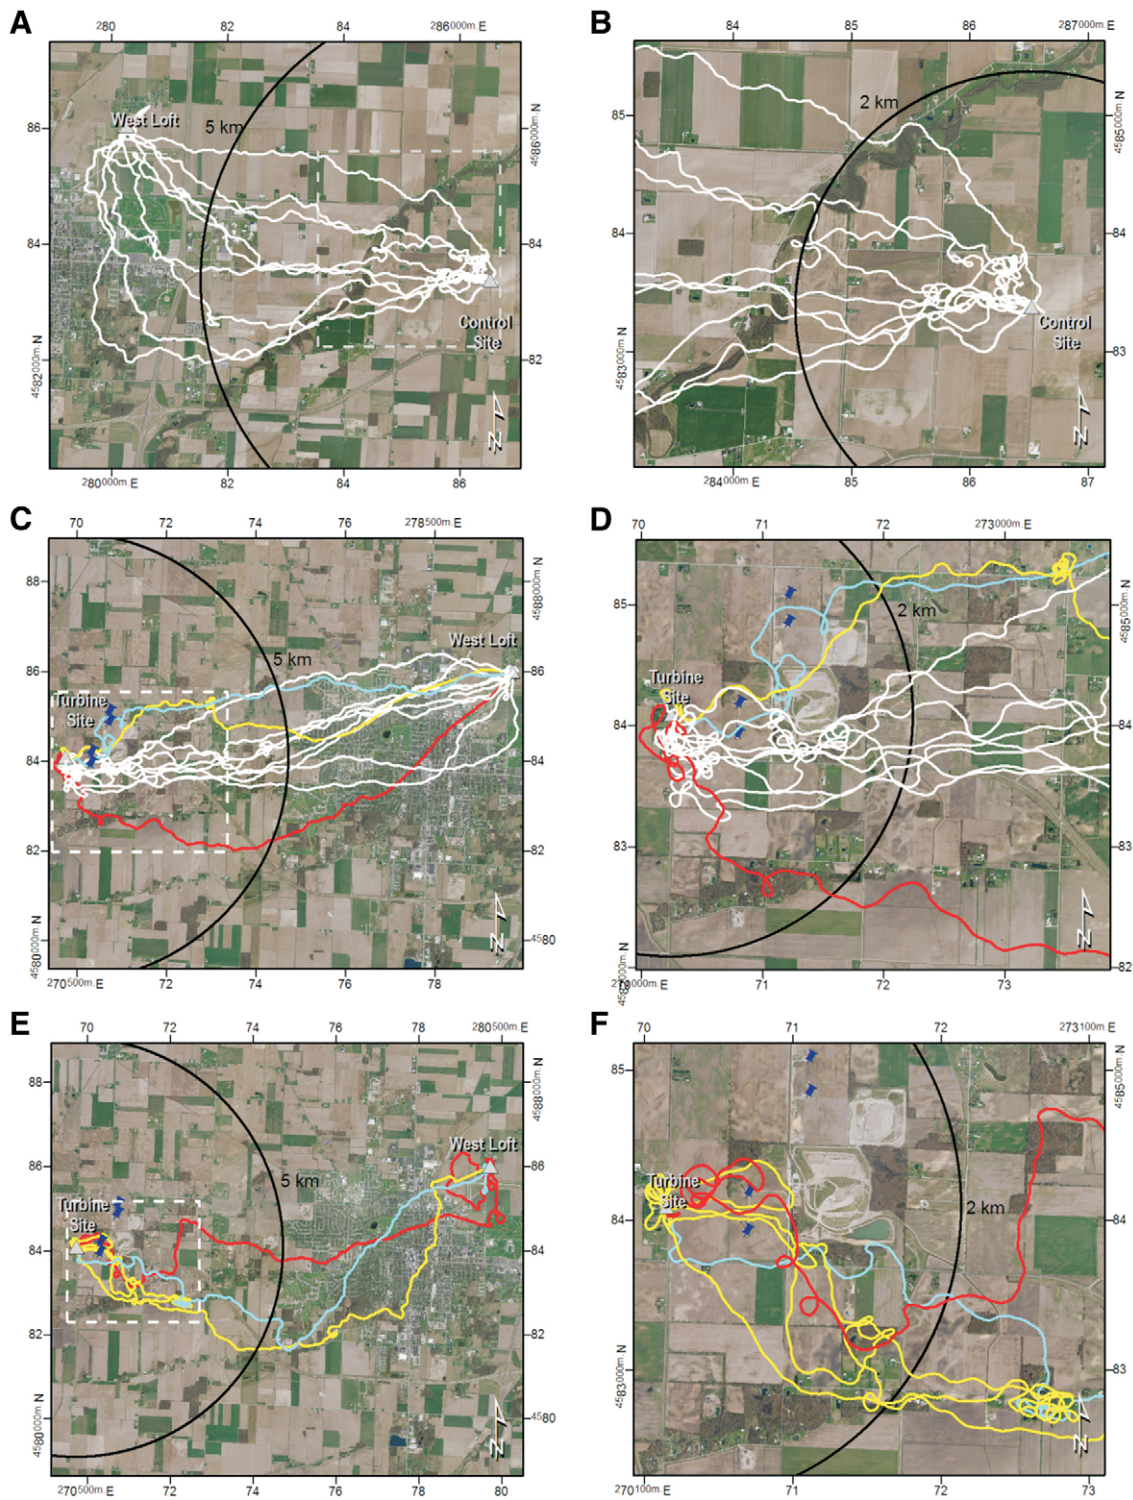 A
280
82
84
286000m. E
86
84
4582000m. N
4586000m. N
84
82
West Loft
5 km
Control
Site
N
280000m. E
82
84
86
B
84
85
86
287000m. E
85
84
4583000m. N
4585000m. N
84
83
2 km
Control
Site
N
284000m. E
85
86
87
C
70
72
74
76
278500m. E
88
86
84
82
4580000m. N
4588000m. N
86
84
82
4580
West Loft
5 km
Turbine
Site
N
270500m. E
72
74
76
78
D
70
71
72
273000m. E
85
84
83
4585000m. N
84
83
82
2 km
Turbine
Site
N
71
72
73
E
70
72
74
76
78
280500m. E
88
86
84
82
4580000m. N
4588000m. N
86
84
82
4580
West Loft
5 km
Turbine
Site
N
270500m. E
72
74
76
78
80
F
70
71
72
273100m. E
85
84
4583000m. N
4585000m. N
84
83
Turbine
Site
2 km
N
270100m. E
71
72
73